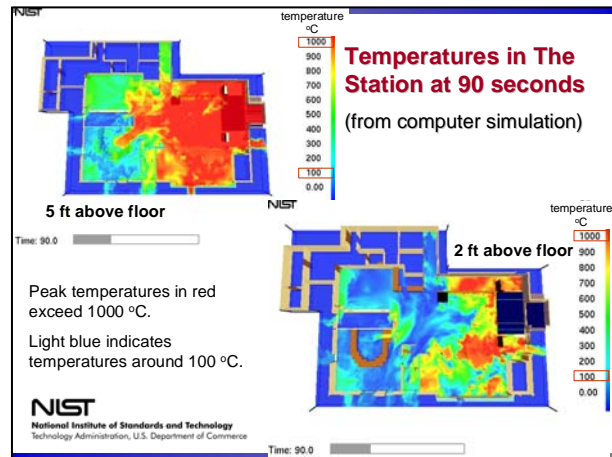 NIST
temperature
°C
1000
900
800
700
600
500
400
300
200
100
0.00
Temperatures in The
Station at 90 seconds
(from computer simulation)
5 ft above floor
Time: 90.0
NIST
temperature
°C
1000
900
800
700
600
500
400
300
200
100
0.00
2 ft above floor
Peak temperatures in red
exceed 1000 °C.
Light blue indicates
temperatures around 100 °C.
NIST
National Institute of Standards and Technology
Technology Administration, U.S. Department of Commerce
Time: 90.0